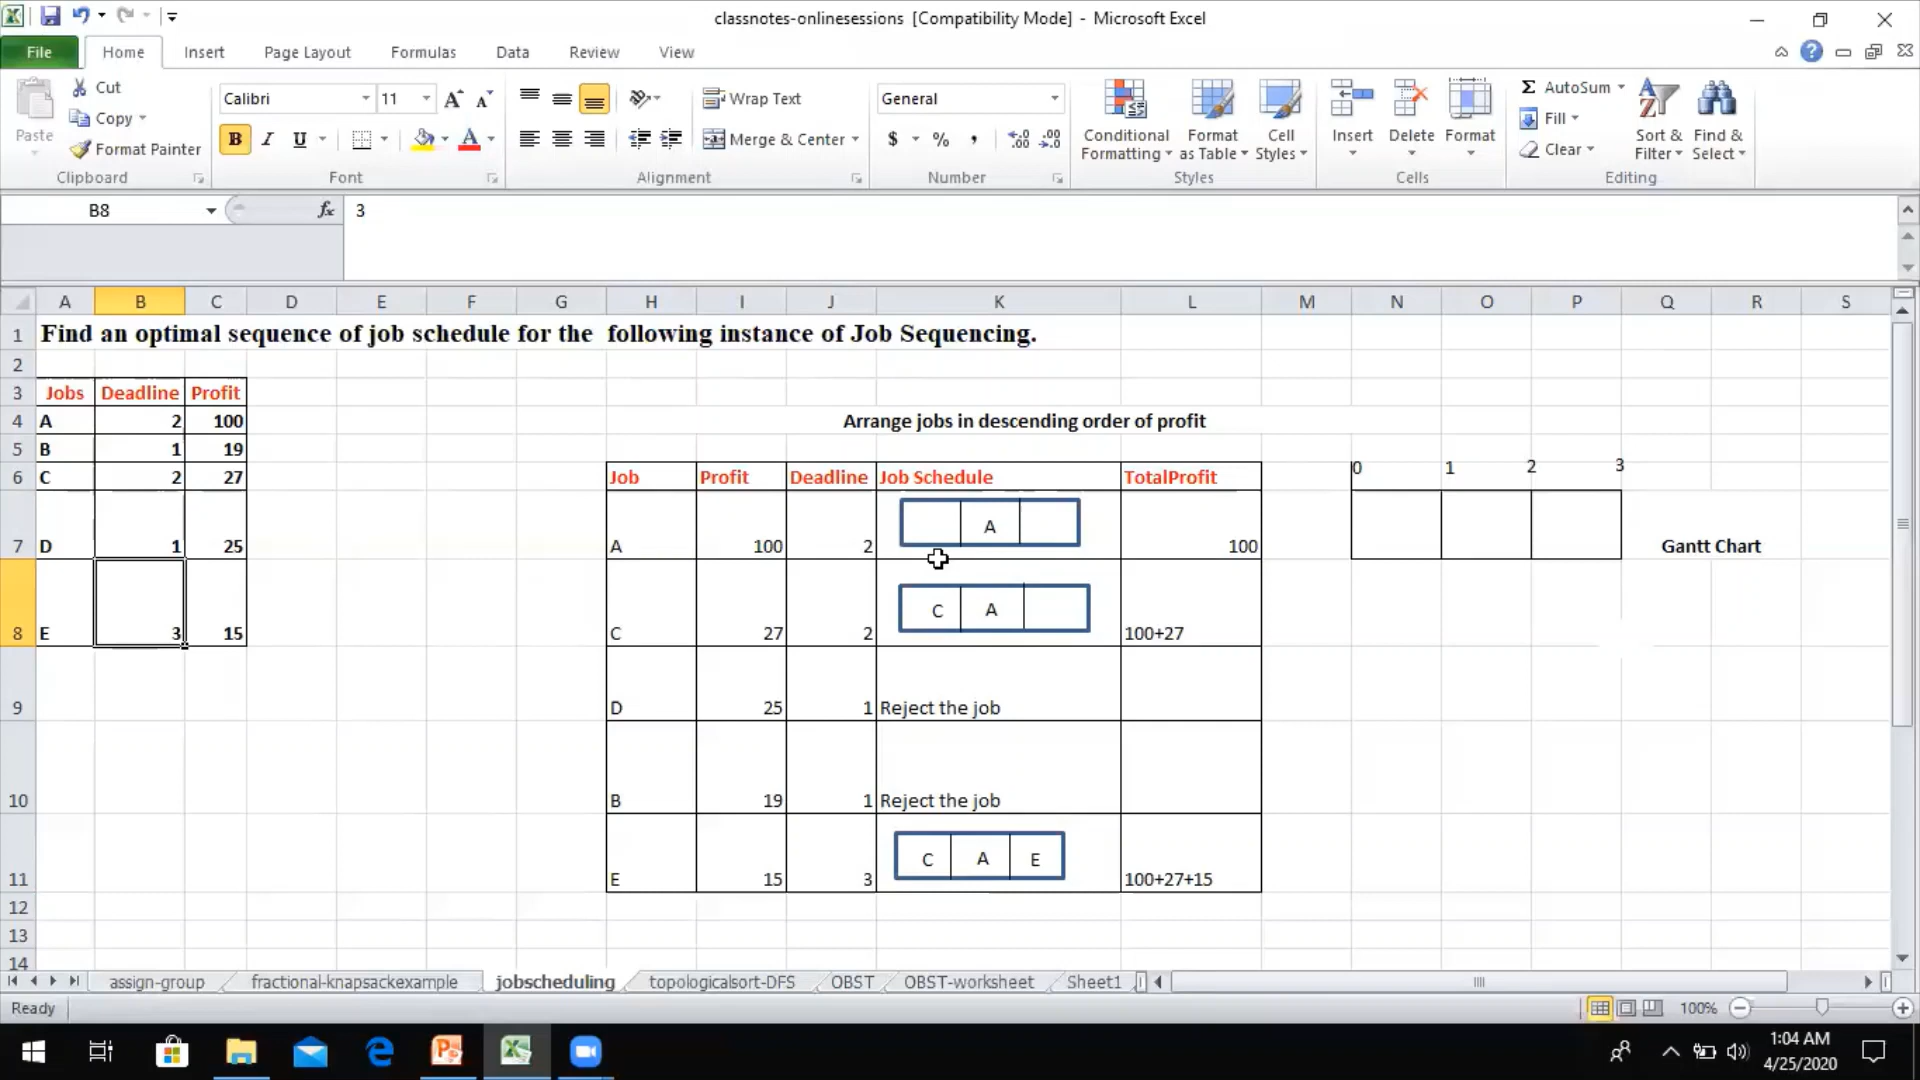 classnotes-onlinesessions [Compatibility Mode] - Microsoft Excel
File Home Insert Page Layout Formulas Data Review View
Paste
Cut
Copy
Format Painter
Clipboard
Calibri 11
B I U
Font
Wrap Text
Merge & Center
Alignment
General
$ % ,
Number
Conditional Formatting
Format as Table
Cell Styles
Styles
Insert Delete Format
Cells
AutoSum
Fill
Clear
Sort & Filter
Find & Select
Editing
B8 fx 3
A B C D E F G H I J K L M N O P Q R S
1 Find an optimal sequence of job schedule for the following instance of Job Sequencing.
2
3 Jobs Deadline Profit
4 A 2 100 Arrange jobs in descending order of profit
5 B 1 19
6 C 2 27 Job Profit Deadline Job Schedule TotalProfit 0 1 2 3
7 D 1 25 A 100 2 A 100 Gantt Chart
8 E 3 15 C 27 2 C A 100+27
9 D 25 1 Reject the job
10 B 19 1 Reject the job
11 E 15 3 C A E 100+27+15
12
13
14
assign-group fractional-knapsackexample jobscheduling topologicalsort-DFS OBST OBST-worksheet Sheet1
Ready 100%
1:04 AM
4/25/2020